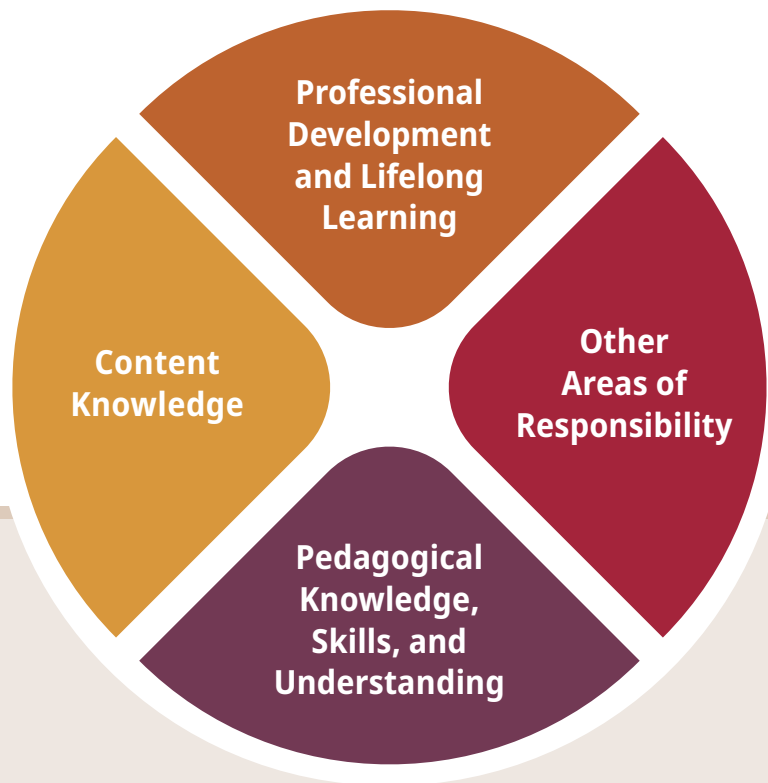 Professional
Development
and Lifelong
Learning
Content
Knowledge
Other
Areas of
Responsibility
Pedagogical
Knowledge,
Skills, and
Understanding